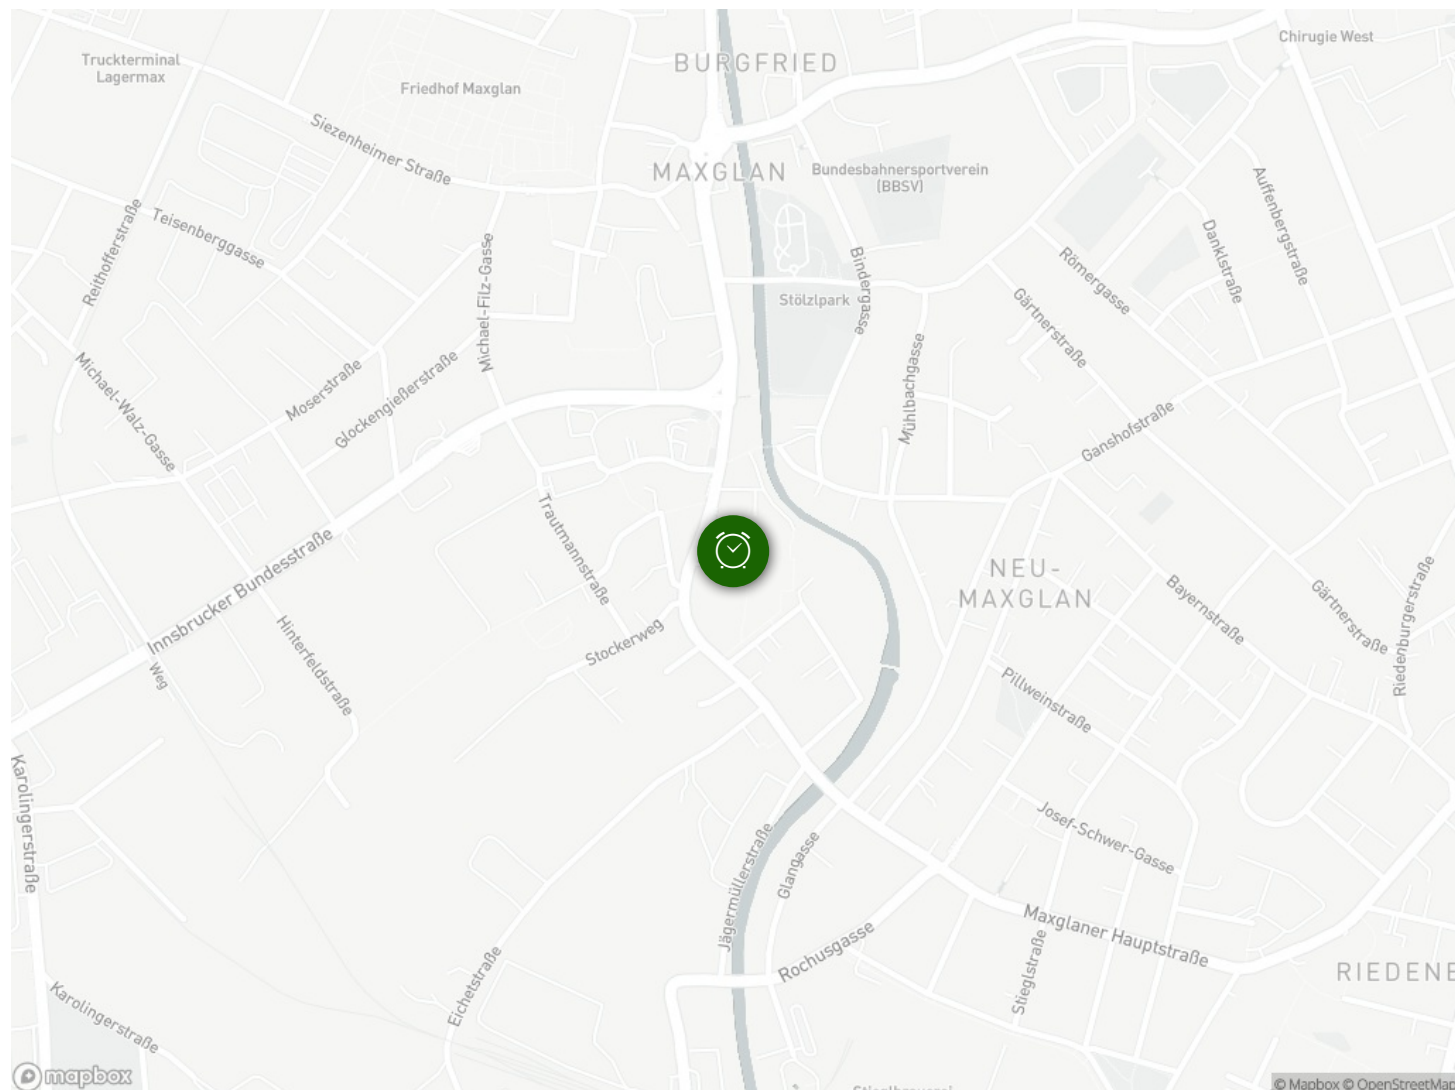 Chirugie West
Truckterminal
Lagermax
BURGFRIED
Friedhof Maxglan
Siezenheimer Straße
MAXGLAN
Bundesbahnersportverein
(BBSV)
Auffenbergstraße
Teisenberggasse
Reithofferstraße
Michael-Filz-Gasse
Bindergasse
Römergasse
Danklstraße
Stölzlpark
Gärtnerstraße
Michael-Walz-Gasse
Moserstraße
Glockengießerstraße
Mühlbachgasse
Ganshofstraße
Trautmannstraße
Innsbrucker Bundesstraße
NEU-
MAXGLAN
Bayernstraße
Gärtnerstraße
Riedenburgerstraße
Hinterfeldstraße
Weg
Stockerweg
Pillweinstraße
Karolingerstraße
Josef-Schwer-Gasse
Jägermüllerstraße
Glangasse
Maxglaner Hauptstraße
Rochusgasse
Stieglstraße
RIEDENE
Eichetstraße
Karolingerstraße
mapbox
© Mapbox © OpenStreetMap